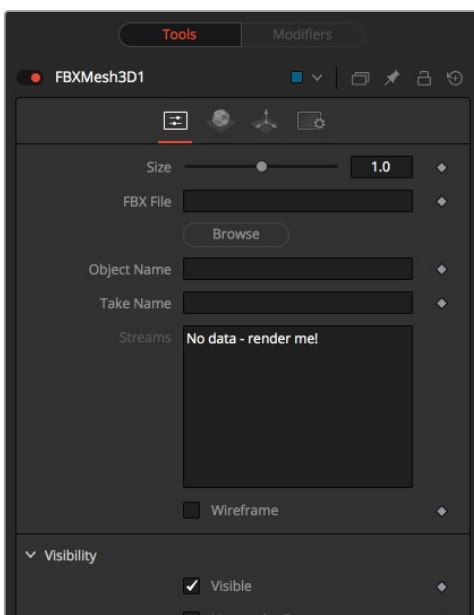 Tools Modifiers
FBXMesh3D1
Size 1.0
FBX File
Browse
Object Name
Take Name
Streams No data - render me!
Wireframe
Visibility
Visible